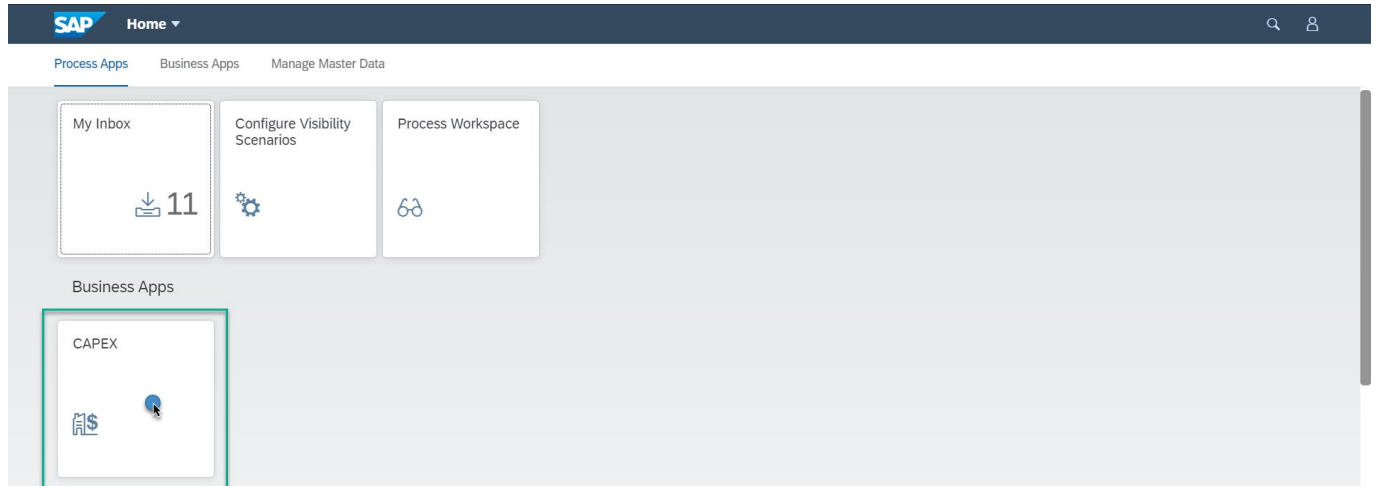 SAP Home
Process Apps Business Apps Manage Master Data
My Inbox
11
Configure Visibility
Scenarios
Process Workspace
Business Apps
CAPEX
$